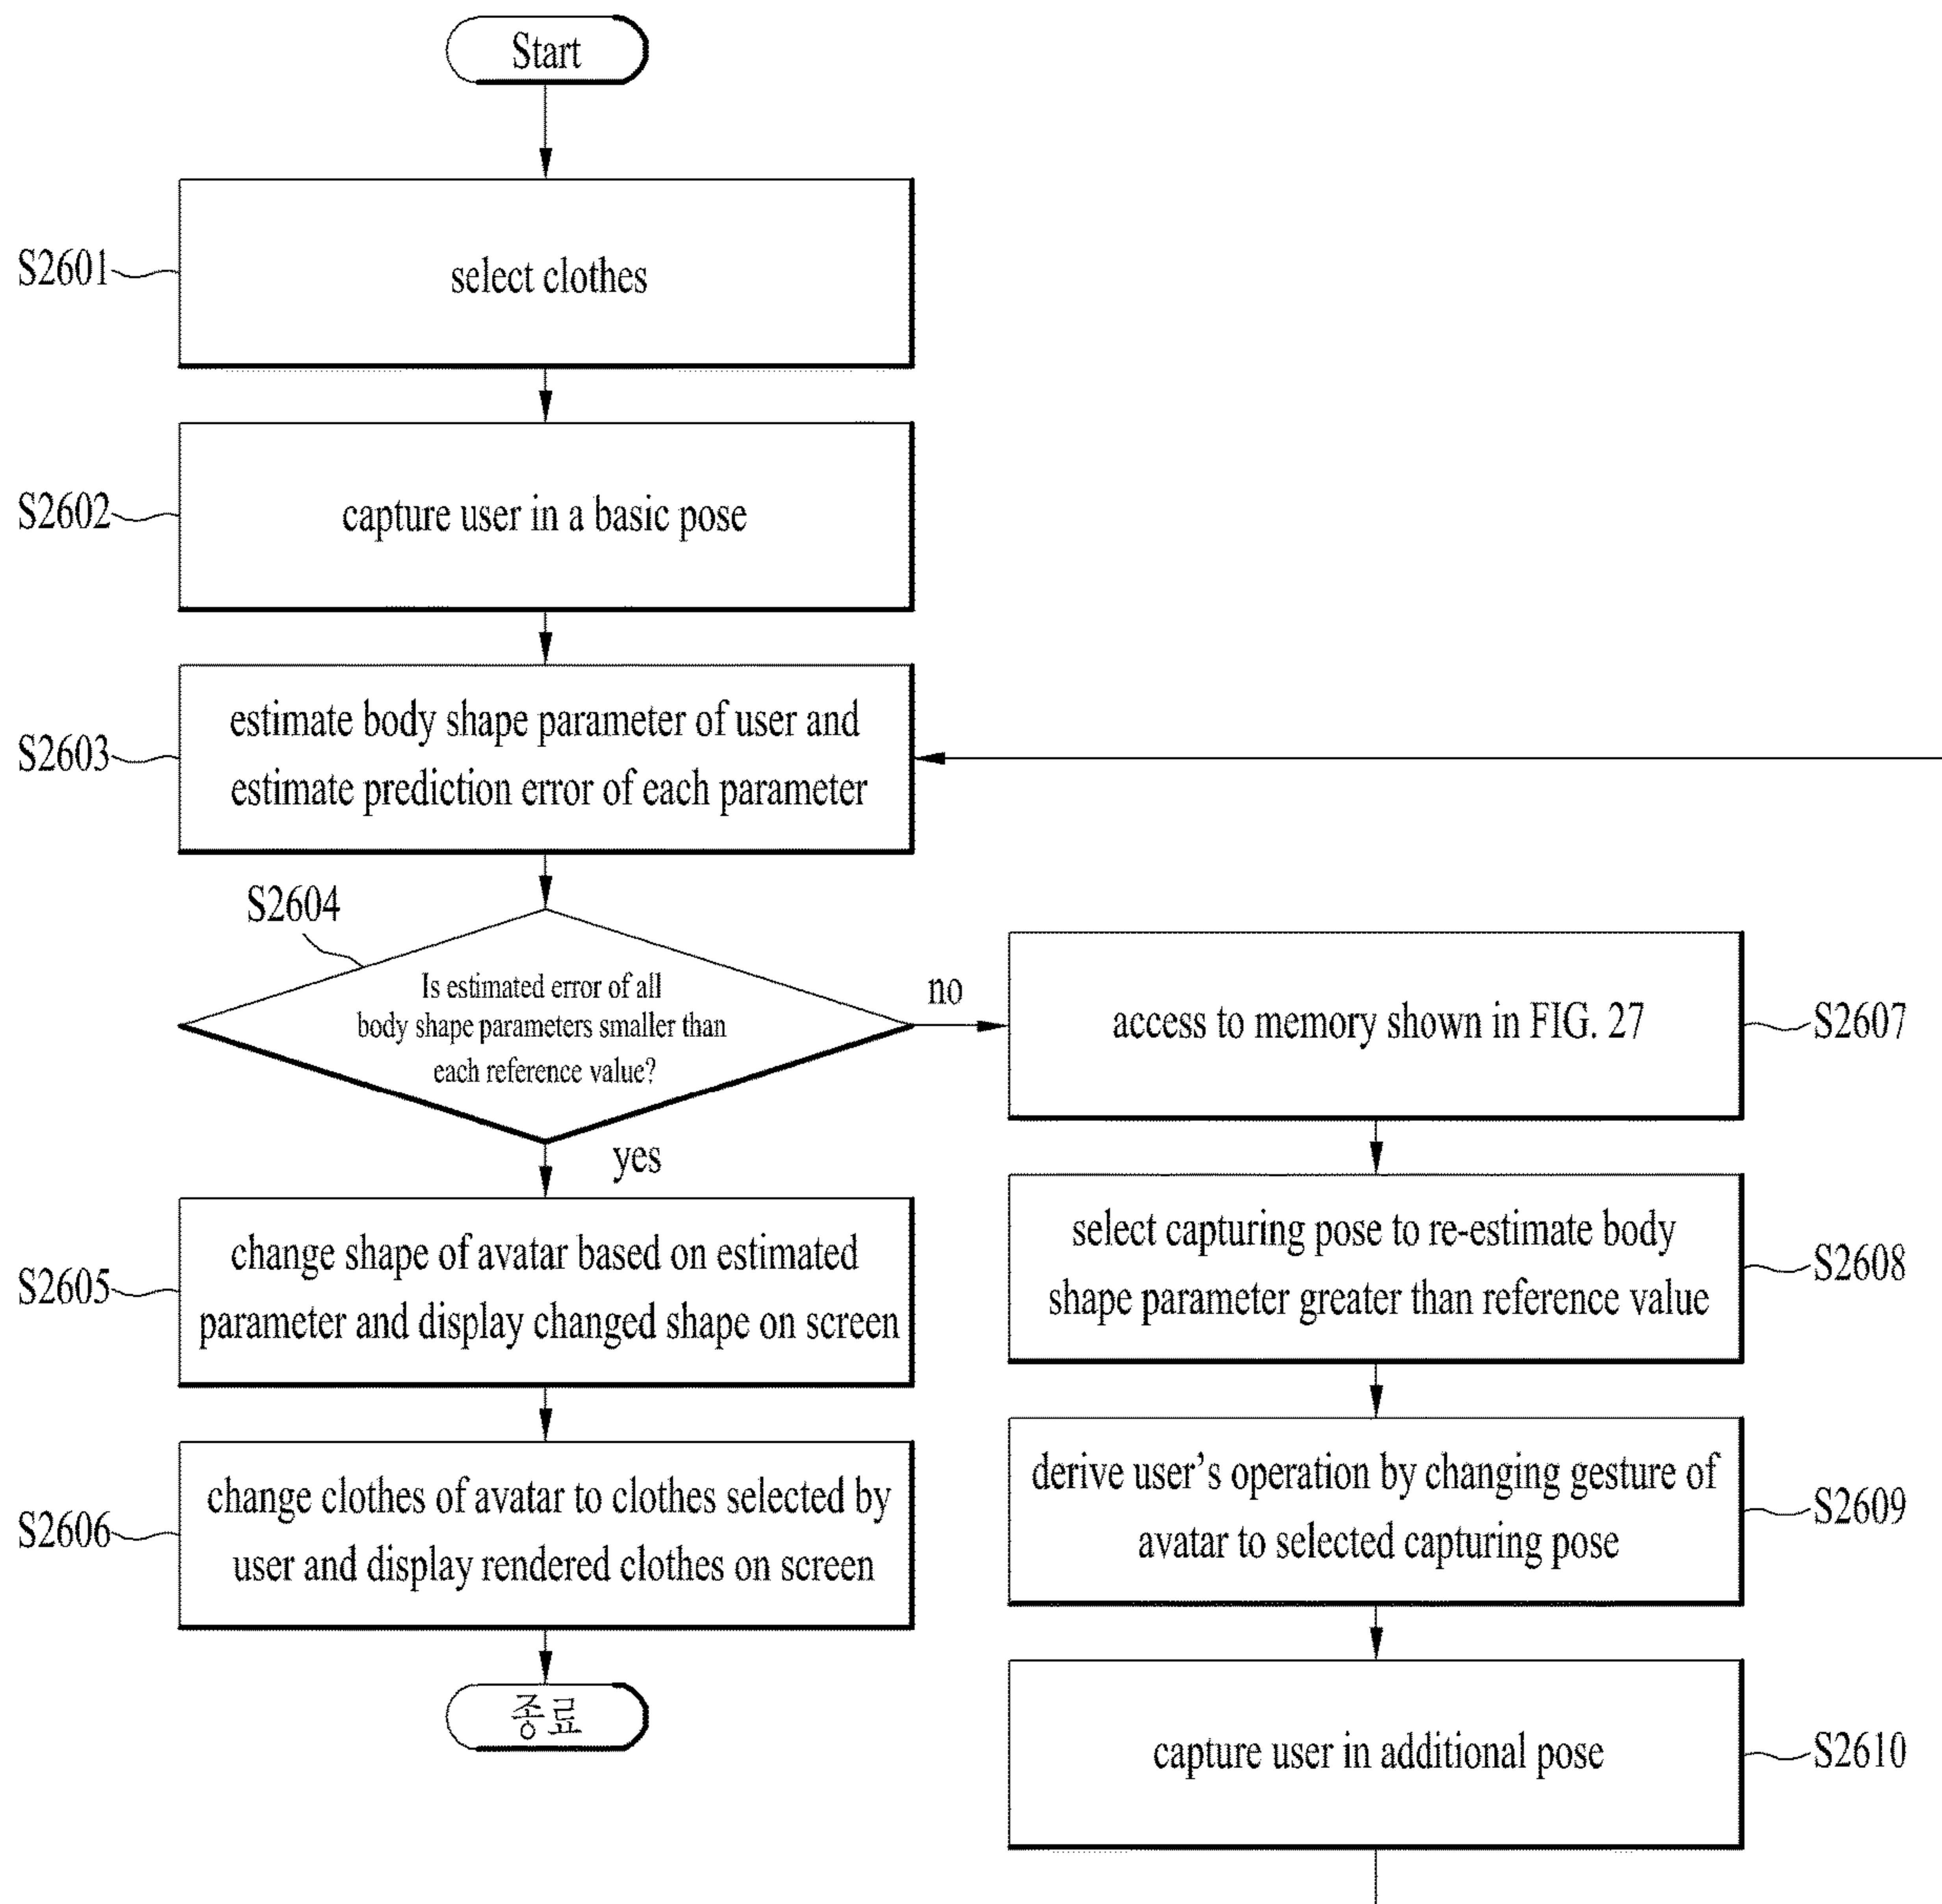 Start
S2601
select clothes
S2602
capture user in a basic pose
S2603
estimate body shape parameter of user and
estimate prediction error of each parameter
S2604
Is estimated error of all
body shape parameters smaller than
each reference value?
no
yes
S2605
change shape of avatar based on estimated
parameter and display changed shape on screen
S2606
change clothes of avatar to clothes selected by
user and display rendered clothes on screen
종료
access to memory shown in FIG. 27
S2607
select capturing pose to re-estimate body
shape parameter greater than reference value
S2608
derive user's operation by changing gesture of
avatar to selected capturing pose
S2609
capture user in additional pose
S2610